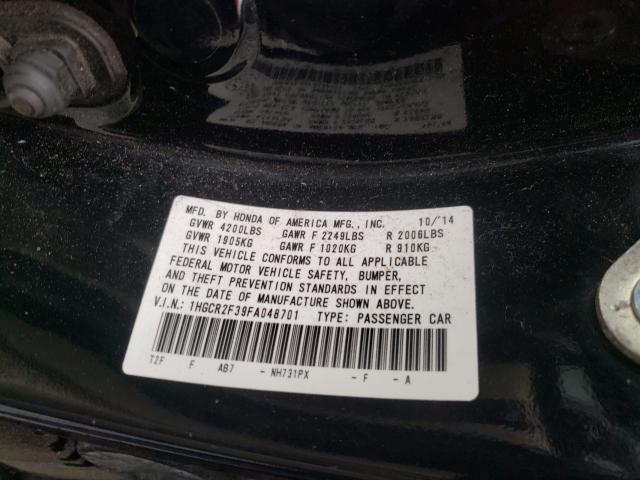 MFD. BY HONDA OF AMERICA MFG., INC. 10/'14
GVWR 4200LBS GAWR F 2249LBS R 2006LBS
GVWR 1905KG GAWR F 1020KG R 910KG
THIS VEHICLE CONFORMS TO ALL APPLICABLE
FEDERAL MOTOR VEHICLE SAFETY, BUMPER,
AND THEFT PREVENTION STANDARDS IN EFFECT
ON THE DATE OF MANUFACTURE SHOWN ABOVE.
V.I.N.: 1HGCR2F39FA048701 TYPE: PASSENGER CAR
T2F F AB7 - NH731PX - F - A